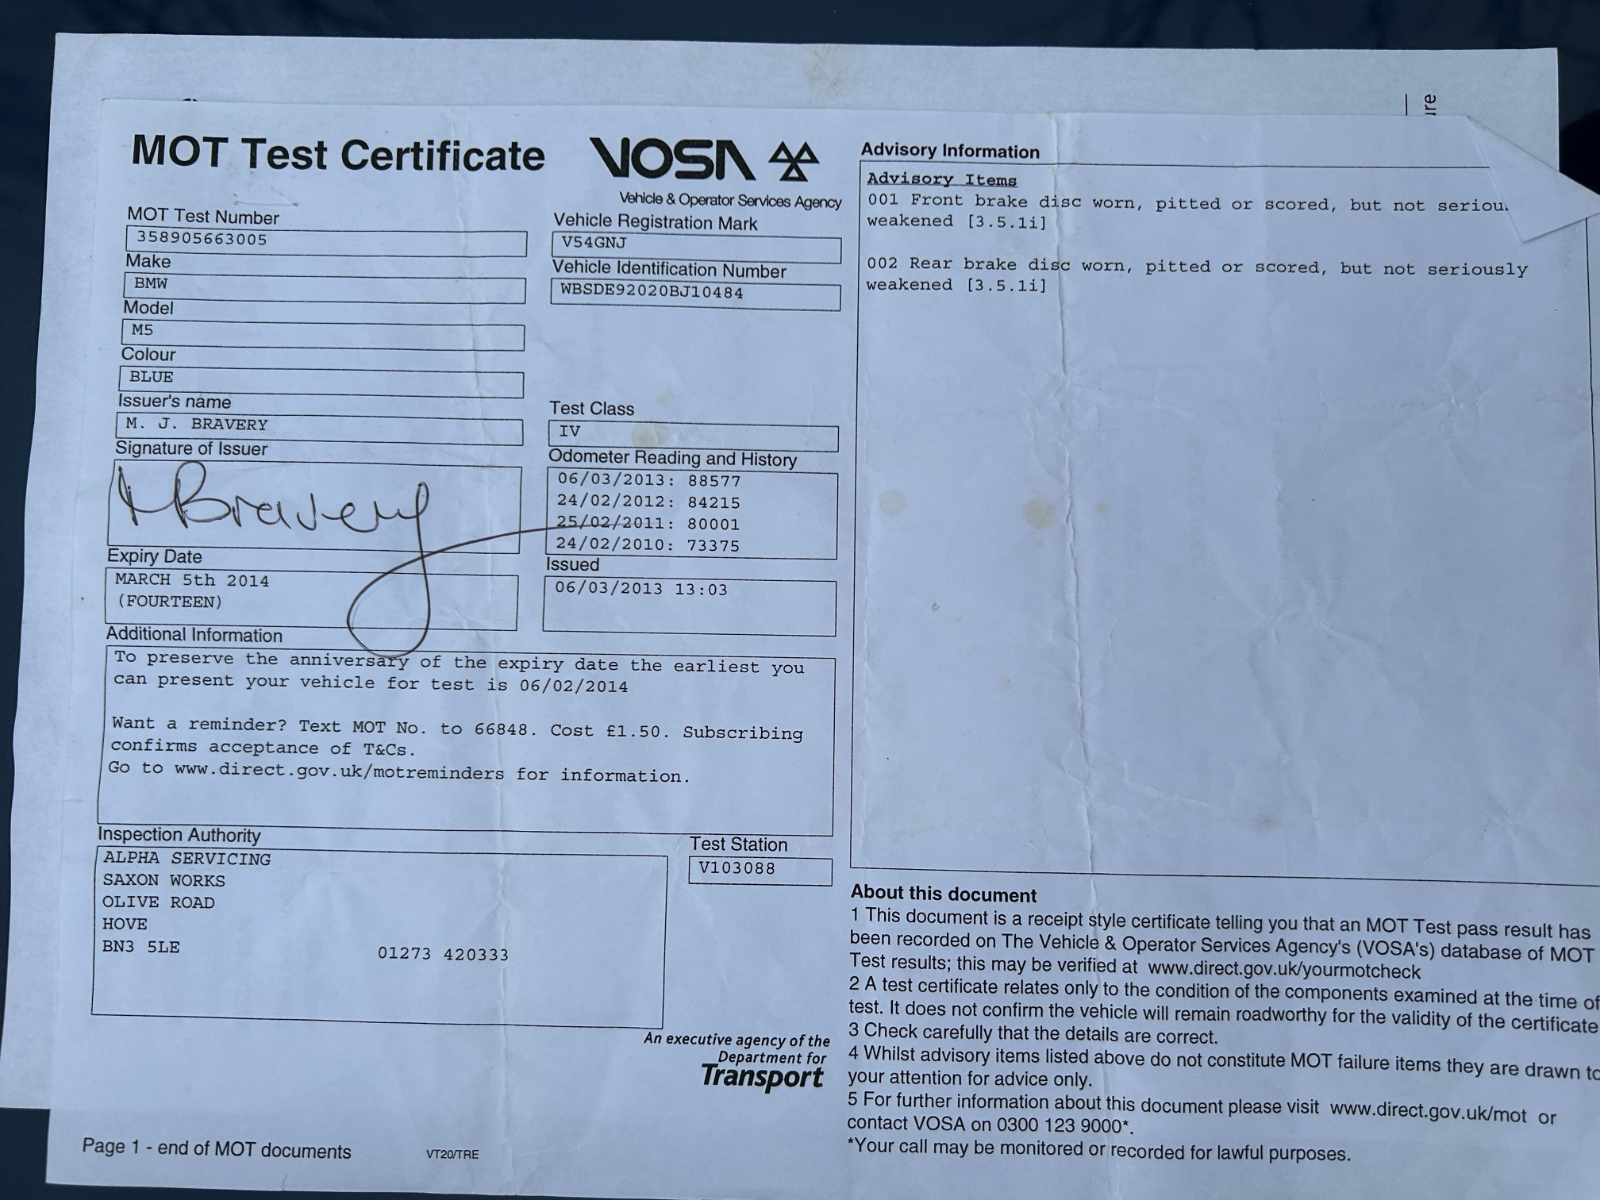 MOT Test Certificate
VOSA
Vehicle & Operator Services Agency
MOT Test Number
358905663005
Make
BMW
Model
M5
Colour
BLUE
Issuer's name
M. J. BRAVERY
Signature of Issuer
Bravery
Expiry Date
MARCH 5th 2014
(FOURTEEN)
Vehicle Registration Mark
V54GNJ
Vehicle Identification Number
WBSDE92020BJ10484
Test Class
IV
Odometer Reading and History
06/03/2013: 88577
24/02/2012: 84215
25/02/2011: 80001
24/02/2010: 73375
Issued
06/03/2013 13:03
Additional Information
To preserve the anniversary of the expiry date the earliest you
can present your vehicle for test is 06/02/2014
Want a reminder? Text MOT No. to 66848. Cost £1.50. Subscribing
confirms acceptance of T&Cs.
Go to www.direct.gov.uk/motreminders for information.
Inspection Authority
ALPHA SERVICING
SAXON WORKS
OLIVE ROAD
HOVE
BN3 5LE 01273 420333
Test Station
V103088
An executive agency of the
Department for
Transport
Page 1 - end of MOT documents
VT20/TRE
Advisory Information
Advisory Items
001 Front brake disc worn, pitted or scored, but not seriou
weakened [3.5.1i]
002 Rear brake disc worn, pitted or scored, but not seriously
weakened [3.5.1i]
About this document
1 This document is a receipt style certificate telling you that an MOT Test pass result has
been recorded on The Vehicle & Operator Services Agency's (VOSA's) database of MOT
Test results; this may be verified at www.direct.gov.uk/yourmotcheck
2 A test certificate relates only to the condition of the components examined at the time of
test. It does not confirm the vehicle will remain roadworthy for the validity of the certificate
3 Check carefully that the details are correct.
4 Whilst advisory items listed above do not constitute MOT failure items they are drawn to
your attention for advice only.
5 For further information about this document please visit www.direct.gov.uk/mot or
contact VOSA on 0300 123 9000*.
*Your call may be monitored or recorded for lawful purposes.
ure